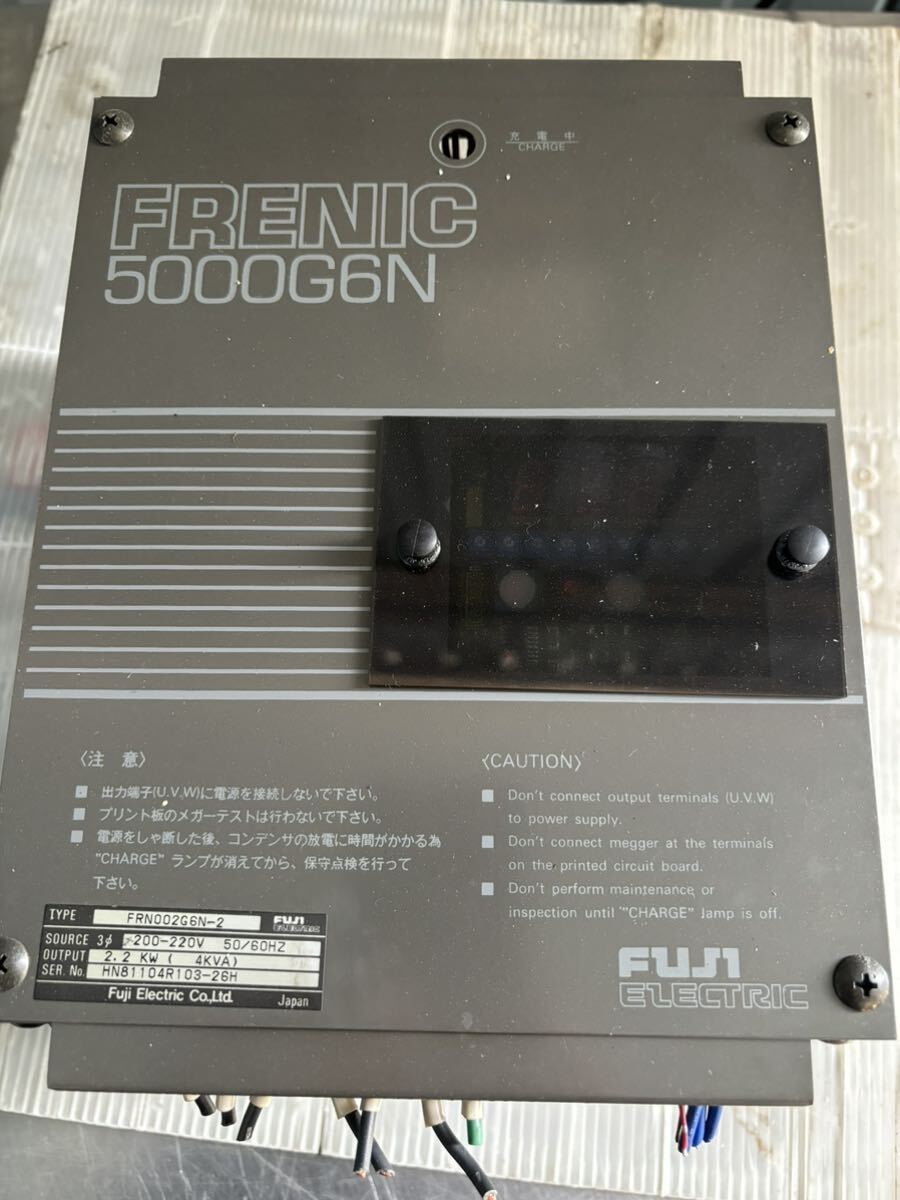 充電中
CHARGE
FRENIC
5000G6N
〈注 意〉
■ 出力端子(U.V.W)に電源を接続しないで下さい。
■ プリント板のメガーテストは行わないで下さい。
■ 電源をしゃ断した後、コンデンサの放電に時間がかかる為
"CHARGE" ランプが消えてから、保守点検を行って
下さい。
〈CAUTION〉
■ Don't connect output terminals (U.V.W)
to power supply.
■ Don't connect megger at the terminals
on the printed circuit board.
■ Don't perform maintenance or
inspection until "CHARGE" lamp is off.
TYPE FRN002G6N-2 FUJI ELECTRIC
SOURCE 3φ 200-220V 50/60HZ
OUTPUT 2.2 KW ( 4KVA)
SER. No. HN81104R103-26H
Fuji Electric Co.,Ltd. Japan
FUJI
ELECTRIC